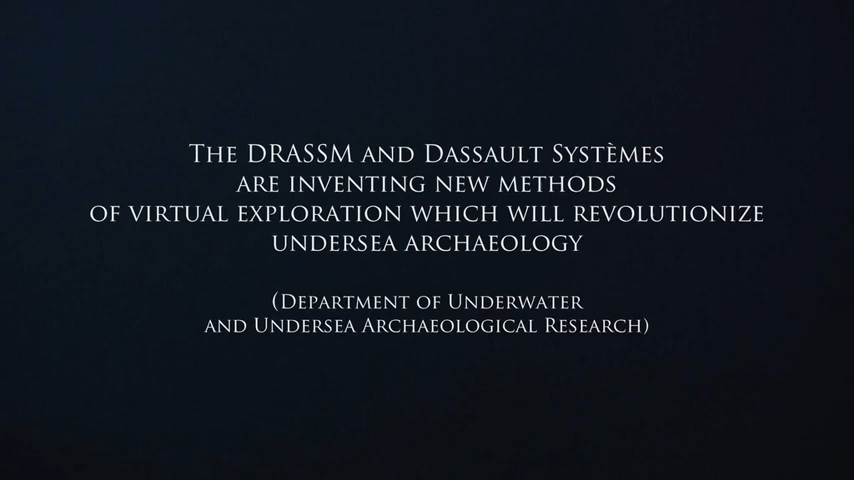 The DRASSM and Dassault Systèmes
are inventing new methods
of virtual exploration which will revolutionize
undersea archaeology
(Department of Underwater
and Undersea Archaeological Research)